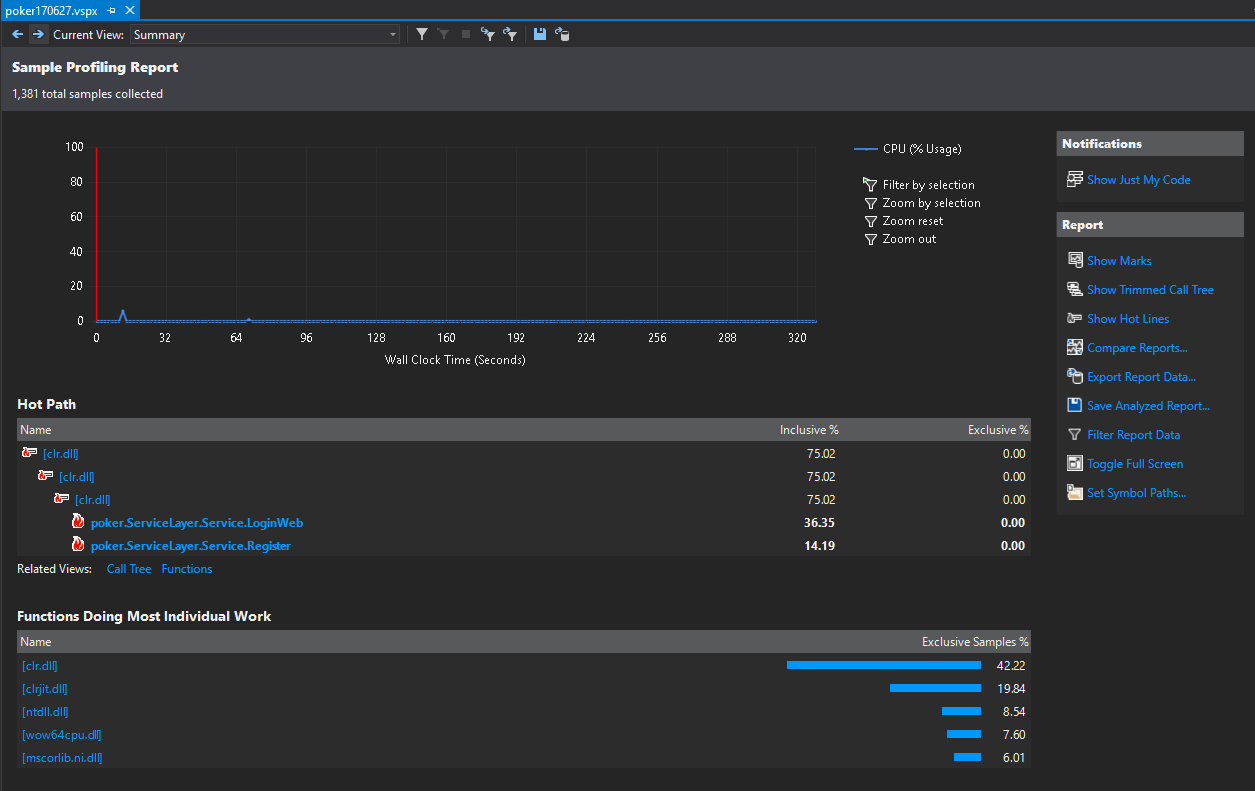 poker170627.vspx
Current View: Summary
Sample Profiling Report
1,381 total samples collected
100
80
60
40
20
0
0 32 64 96 128 160 192 224 256 288 320
Wall Clock Time (Seconds)
CPU (% Usage)
Filter by selection
Zoom by selection
Zoom reset
Zoom out
Hot Path
Name Inclusive % Exclusive %
[clr.dll] 75.02 0.00
[clr.dll] 75.02 0.00
[clr.dll] 75.02 0.00
poker.ServiceLayer.Service.LoginWeb 36.35 0.00
poker.ServiceLayer.Service.Register 14.19 0.00
Related Views: Call Tree Functions
Functions Doing Most Individual Work
Name Exclusive Samples %
[clr.dll] 42.22
[clrjit.dll] 19.84
[ntdll.dll] 8.54
[wow64cpu.dll] 7.60
[mscorlib.ni.dll] 6.01
Notifications
Show Just My Code
Report
Show Marks
Show Trimmed Call Tree
Show Hot Lines
Compare Reports...
Export Report Data...
Save Analyzed Report...
Filter Report Data
Toggle Full Screen
Set Symbol Paths...